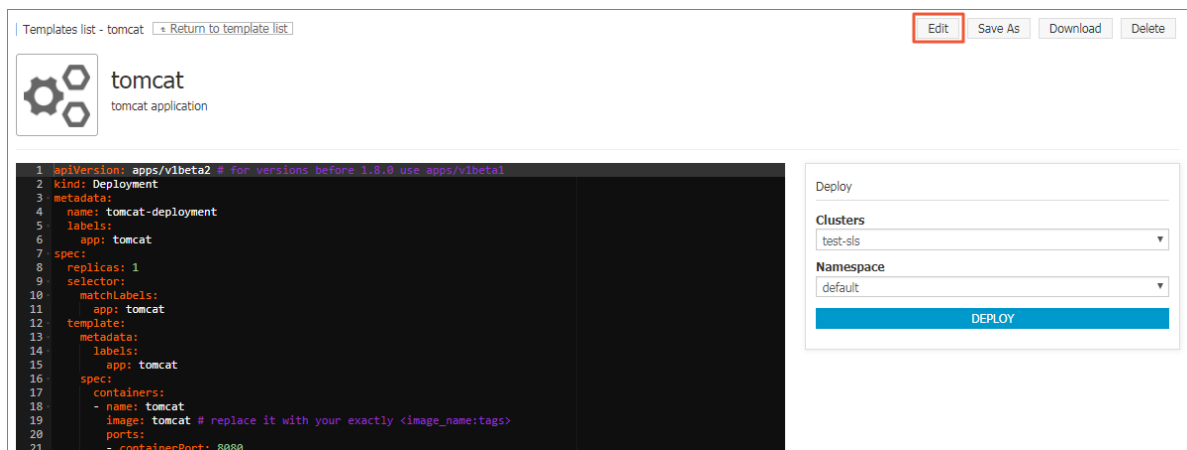 Templates list - tomcat Return to template list Edit Save As Download Delete
tomcat
tomcat application
1 apiVersion: apps/v1beta2 # for versions before 1.8.0 use apps/v1beta1
2 kind: Deployment
3 metadata:
4 name: tomcat-deployment
5 labels:
6 app: tomcat
7 spec:
8 replicas: 1
9 selector:
10 matchLabels:
11 app: tomcat
12 template:
13 metadata:
14 labels:
15 app: tomcat
16 spec:
17 containers:
18 - name: tomcat
19 image: tomcat # replace it with your exactly <image_name:tags>
20 ports:
21 - containerPort: 8080
Deploy
Clusters
test-sls
Namespace
default
DEPLOY